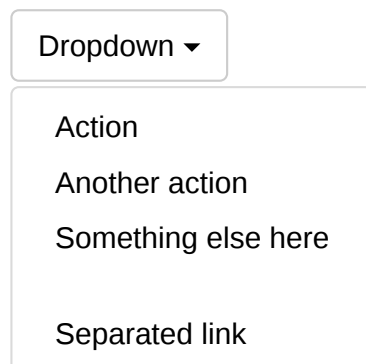 Dropdown
Action
Another action
Something else here
Separated link